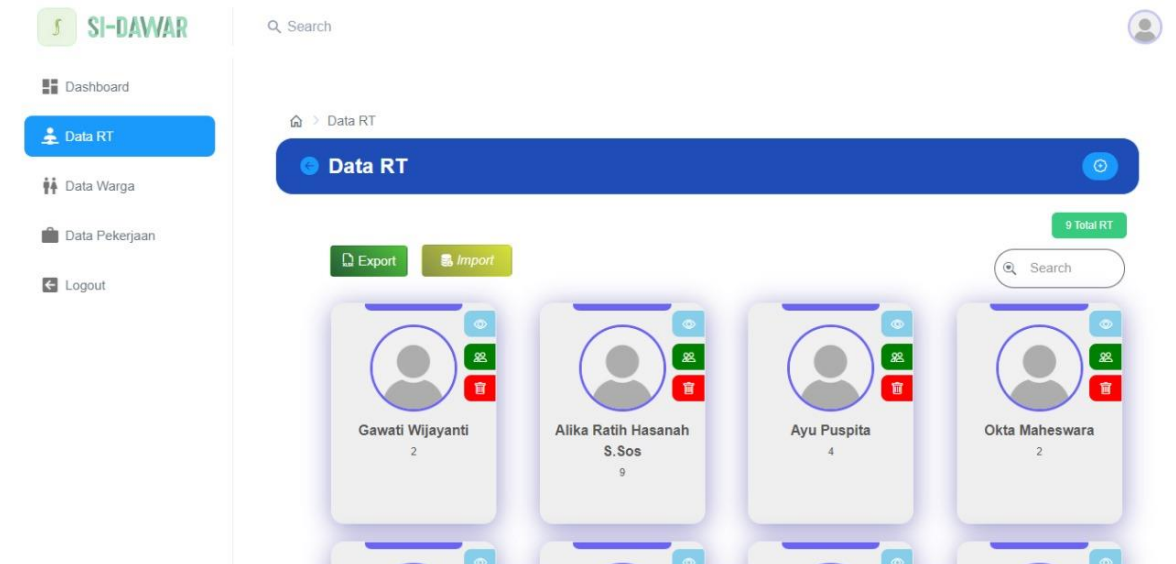 SI-DAWAR
Search
Dashboard
Data RT
Data Warga
Data Pekerjaan
Logout
Data RT
Data RT
9 Total RT
Export
Import
Search
Gawati Wijayanti
2
Alika Ratih Hasanah
S.Sos
9
Ayu Puspita
4
Okta Maheswara
2